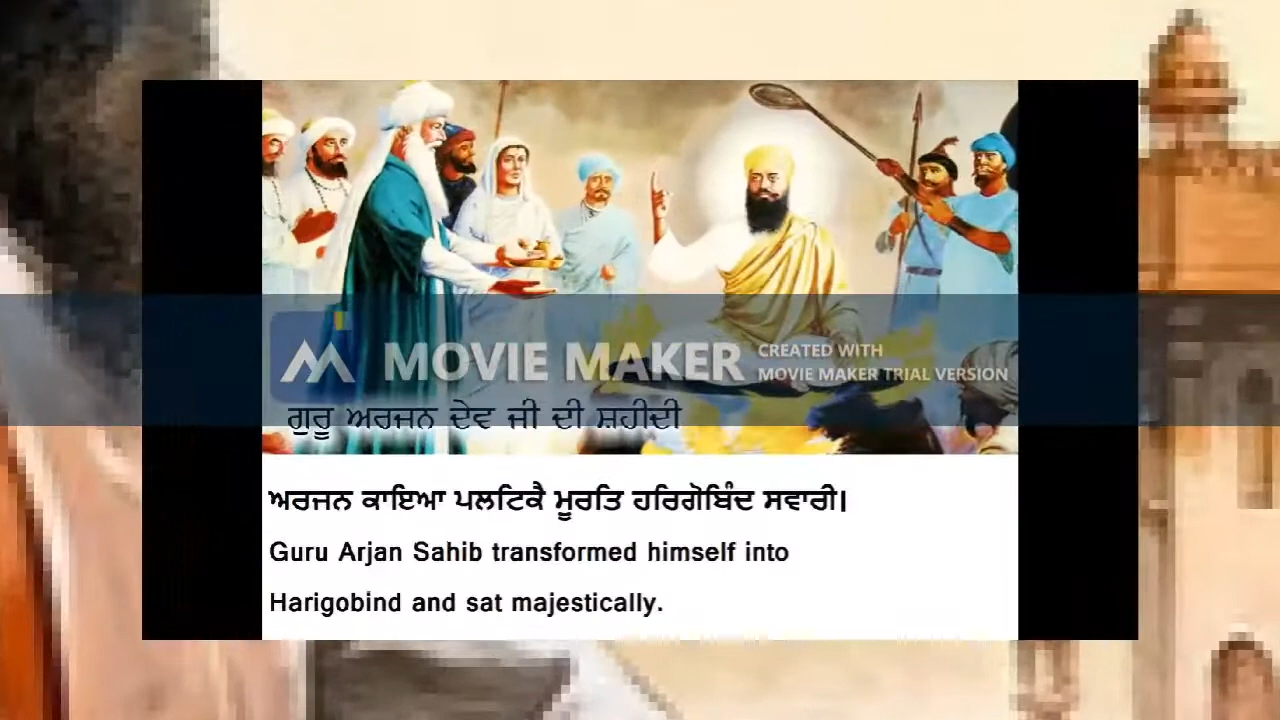 MOVIE MAKER
CREATED WITH
MOVIE MAKER TRIAL VERSION
ਗੁਰੂ ਅਰਜਨ ਦੇਵ ਜੀ ਦੀ ਸ਼ਹੀਦੀ
ਅਰਜਨ ਕਾਇਆ ਪਲਟਿਕੈ ਮੂਰਤਿ ਹਰਿਗੋਬਿੰਦ ਸਵਾਰੀ।
Guru Arjan Sahib transformed himself into
Harigobind and sat majestically.